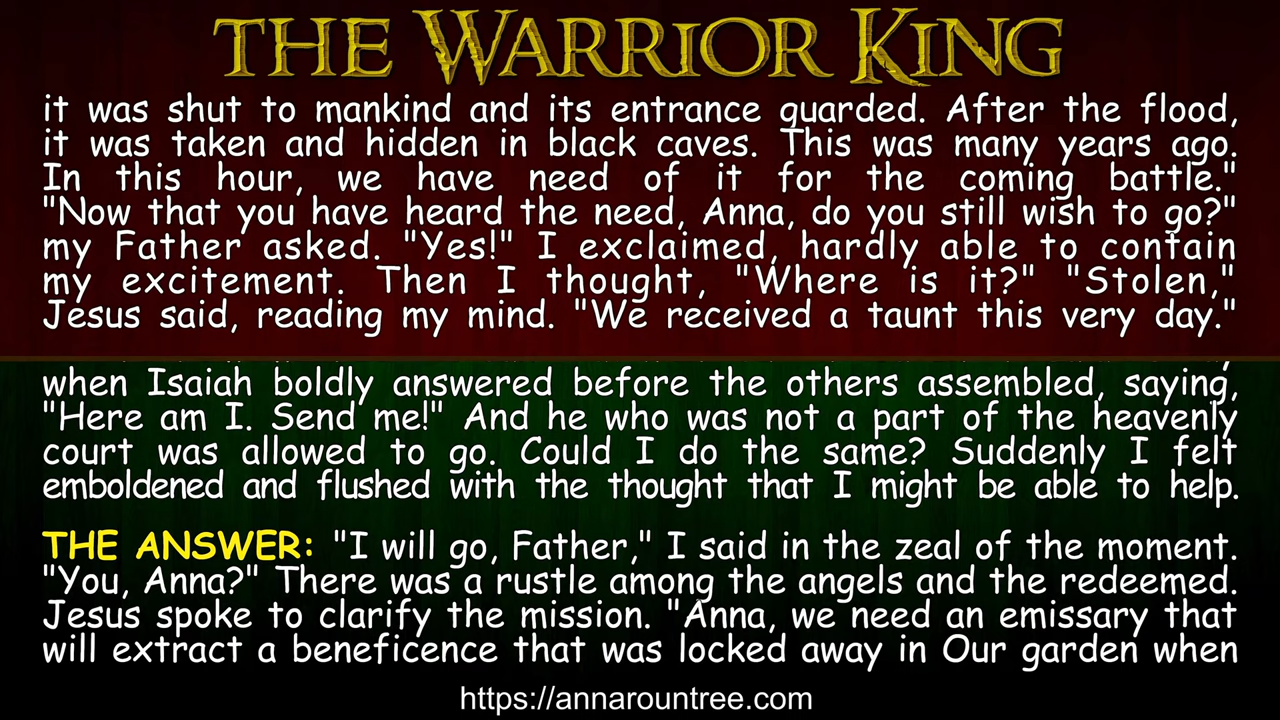 THE WARRIOR KING
it was shut to mankind and its entrance guarded. After the flood,
it was taken and hidden in black caves. This was many years ago.
In this hour, we have need of it for the coming battle."
"Now that you have heard the need, Anna, do you still wish to go?"
my Father asked. "Yes!" I exclaimed, hardly able to contain
my excitement. Then I thought, "Where is it?" "Stolen,"
Jesus said, reading my mind. "We received a taunt this very day."
when Isaiah boldly answered before the others assembled, saying,
"Here am I. Send me!" And he who was not a part of the heavenly
court was allowed to go. Could I do the same? Suddenly I felt
emboldened and flushed with the thought that I might be able to help.
THE ANSWER: "I will go, Father," I said in the zeal of the moment.
"You, Anna?" There was a rustle among the angels and the redeemed.
Jesus spoke to clarify the mission. "Anna, we need an emissary that
will extract a beneficence that was locked away in Our garden when
https://annarountree.com